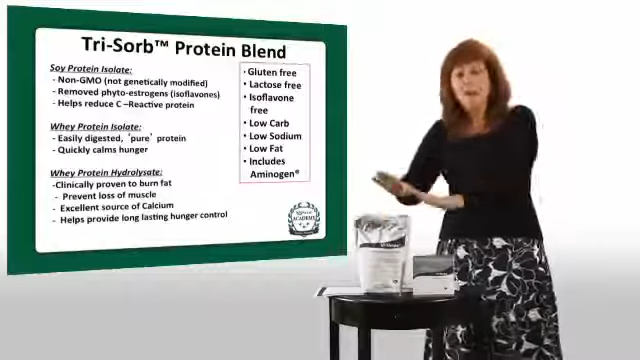 Tri-Sorb™ Protein Blend
Soy Protein Isolate:
- Non-GMO (not genetically modified)
- Removed phyto-estrogens (isoflavones)
- Helps reduce C –Reactive protein
Whey Protein Isolate:
- Easily digested, 'pure' protein
- Quickly calms hunger
Whey Protein Hydrolysate:
-Clinically proven to burn fat
- Prevent loss of muscle
- Excellent source of Calcium
- Helps provide long lasting hunger control
• Gluten free
• Lactose free
• Isoflavone
free
• Low Carb
• Low Sodium
• Low Fat
• Includes
Aminogen®
ACADEMY